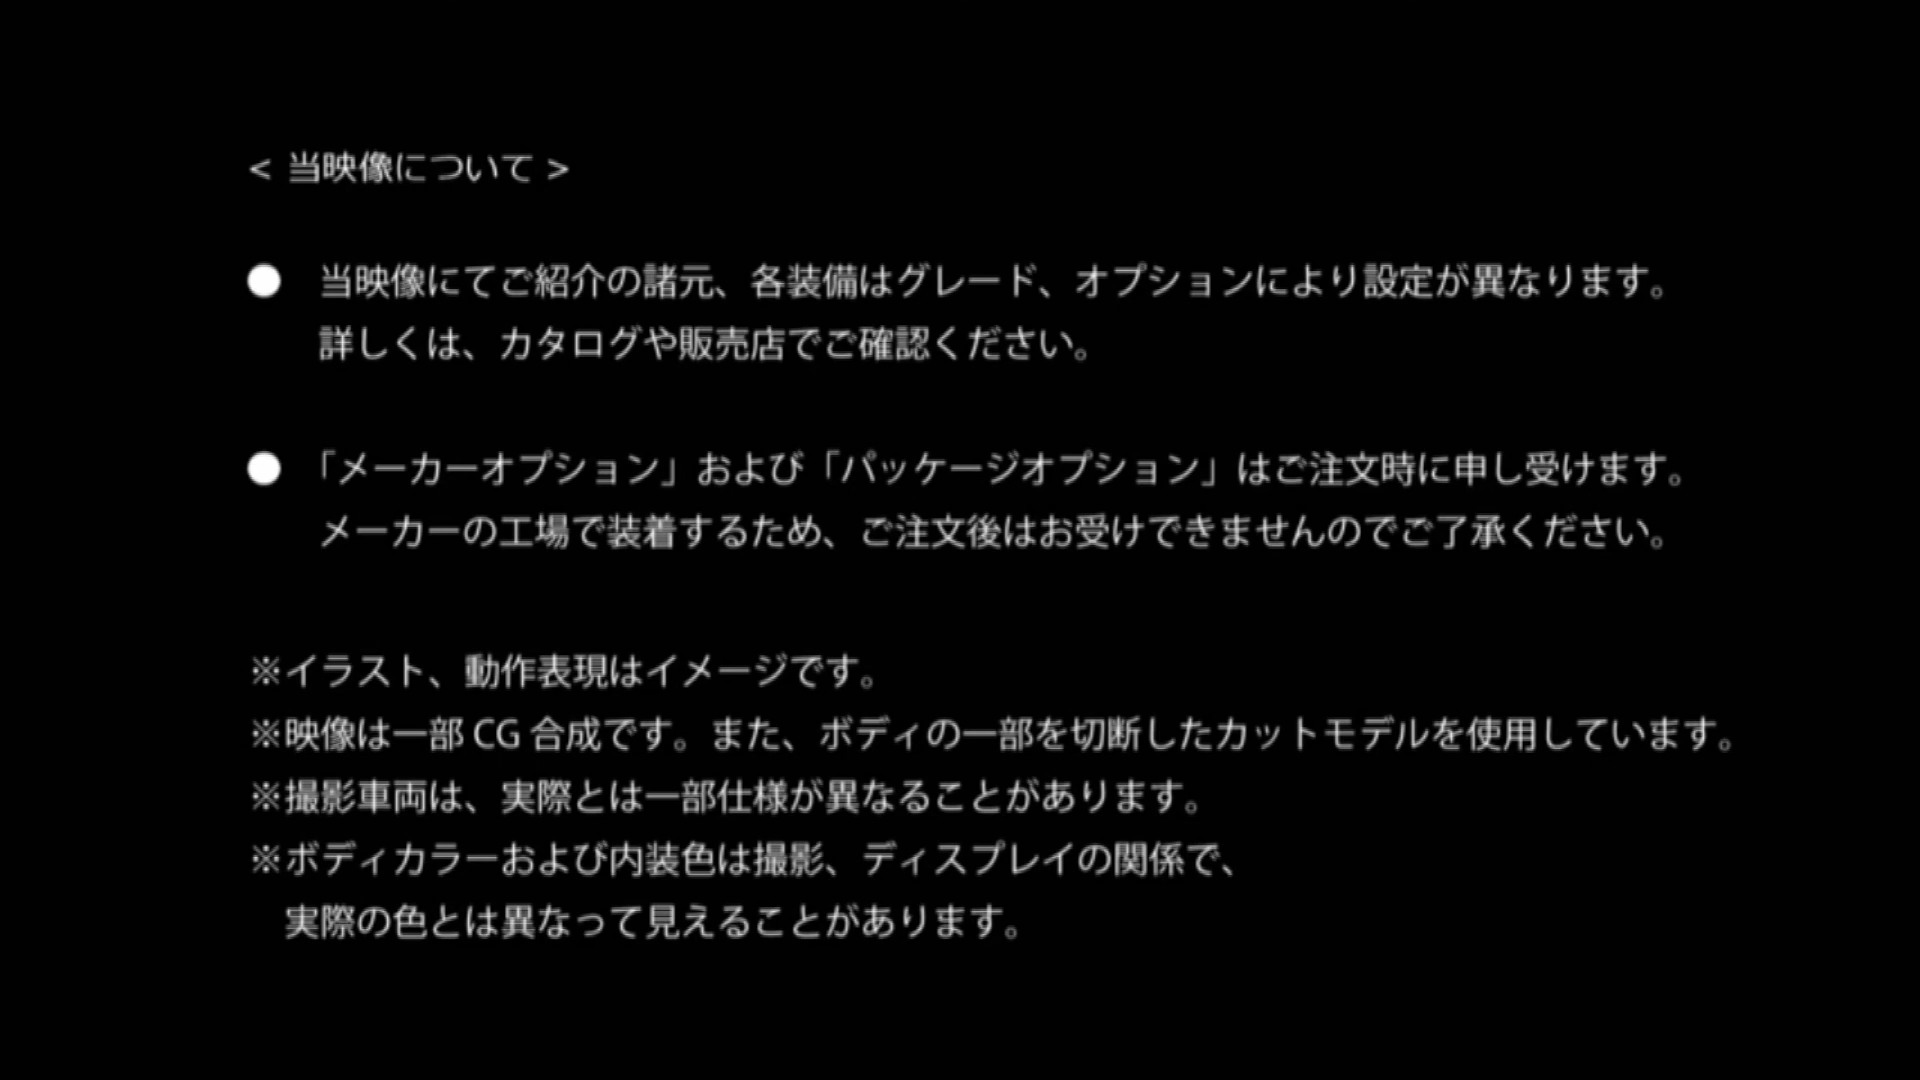 < 当映像について >
● 当映像にてご紹介の諸元、各装備はグレード、オプションにより設定が異なります。
詳しくは、カタログや販売店でご確認ください。
● 「メーカーオプション」および「パッケージオプション」はご注文時に申し受けます。
メーカーの工場で装着するため、ご注文後はお受けできませんのでご了承ください。
※イラスト、動作表現はイメージです。
※映像は一部 CG 合成です。また、ボディの一部を切断したカットモデルを使用しています。
※撮影車両は、実際とは一部仕様が異なることがあります。
※ボディカラーおよび内装色は撮影、ディスプレイの関係で、
実際の色とは異なって見えることがあります。